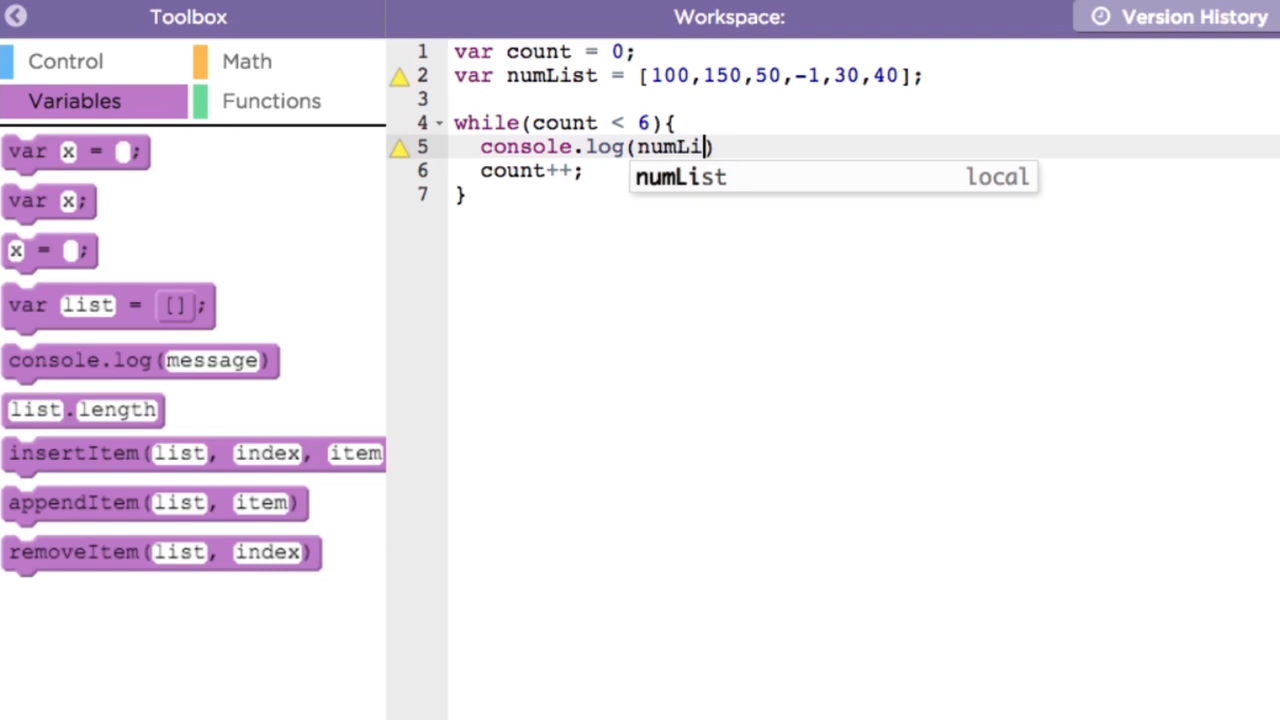 Toolbox
Workspace:
Version History
Control
Math
Variables
Functions
var x = ;
var x;
x = ;
var list = [];
console.log(message)
list.length
insertItem(list, index, item
appendItem(list, item)
removeItem(list, index)
1 var count = 0;
2 var numList = [100,150,50,-1,30,40];
3
4 while(count < 6){
5 console.log(numLi)
6 count++;
7 }
numList local